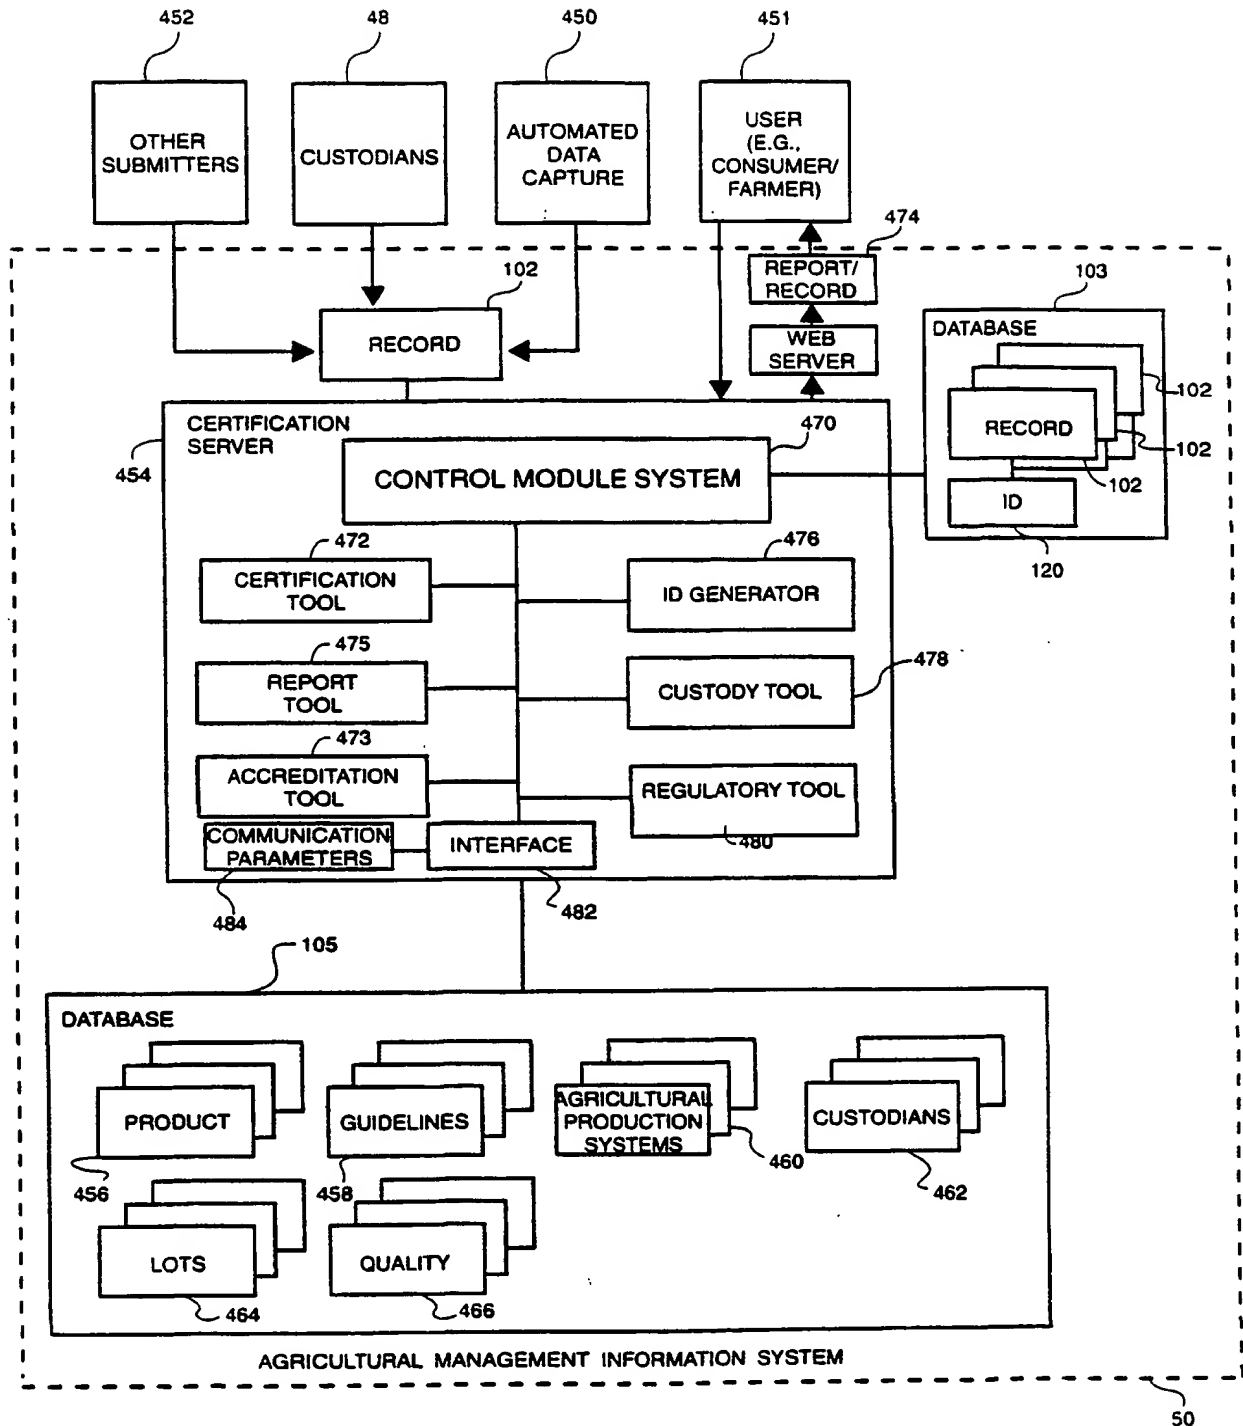 452
48
450
451
OTHER
SUBMITTERS
CUSTODIANS
AUTOMATED
DATA
CAPTURE
USER
(E.G.,
CONSUMER/
FARMER)
474
REPORT/
RECORD
102
RECORD
WEB
SERVER
103
DATABASE
102
RECORD
102
102
ID
120
CERTIFICATION
SERVER
454
470
CONTROL MODULE SYSTEM
472
CERTIFICATION
TOOL
476
ID GENERATOR
475
REPORT
TOOL
CUSTODY TOOL
478
473
ACCREDITATION
TOOL
REGULATORY TOOL
480
COMMUNICATION
PARAMETERS
INTERFACE
484
482
105
DATABASE
PRODUCT
456
GUIDELINES
458
AGRICULTURAL
PRODUCTION
SYSTEMS
460
CUSTODIANS
462
LOTS
464
QUALITY
466
AGRICULTURAL MANAGEMENT INFORMATION SYSTEM
50